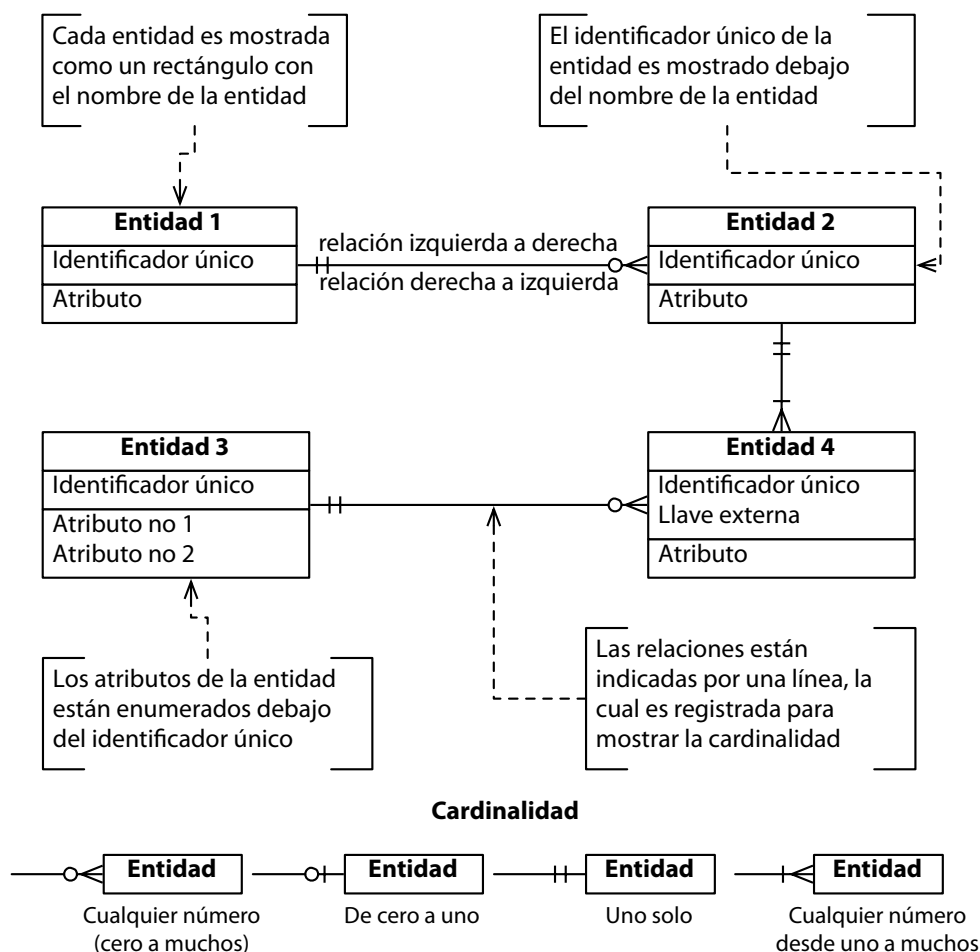 Cada entidad es mostrada
como un rectángulo con
el nombre de la entidad
El identificador único de la
entidad es mostrado debajo
del nombre de la entidad
Entidad 1
Identificador único
Atributo
relación izquierda a derecha
relación derecha a izquierda
Entidad 2
Identificador único
Atributo
Entidad 3
Identificador único
Atributo no 1
Atributo no 2
Entidad 4
Identificador único
Llave externa
Atributo
Los atributos de la entidad
están enumerados debajo
del identificador único
Las relaciones están
indicadas por una línea, la
cual es registrada para
mostrar la cardinalidad
Cardinalidad
Entidad
Cualquier número
(cero a muchos)
Entidad
De cero a uno
Entidad
Uno solo
Entidad
Cualquier número
desde uno a muchos